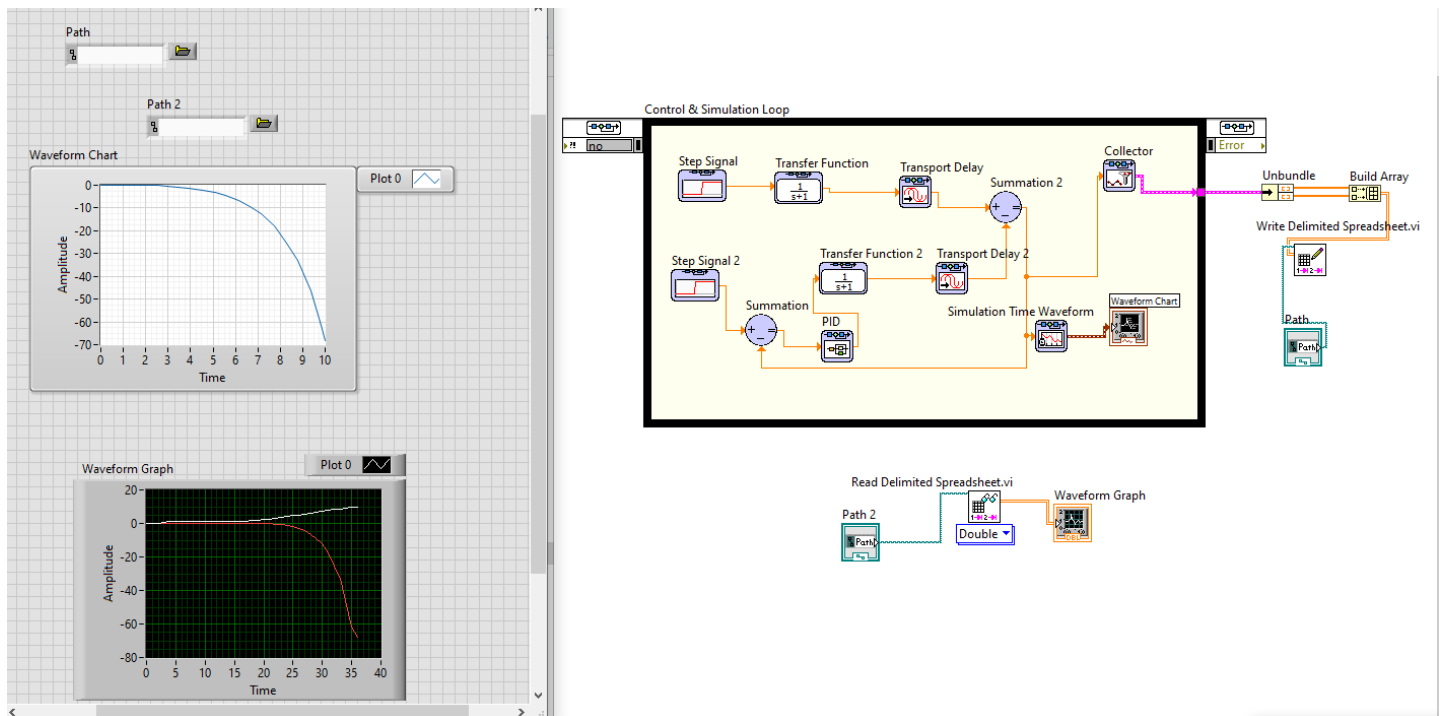 Path
Path 2
Waveform Chart
Plot 0
Amplitude
0
-10
-20
-30
-40
-50
-60
-70
0 1 2 3 4 5 6 7 8 9 10
Time
Waveform Graph
Plot 0
Amplitude
20
0
-20
-40
-60
-80
0 5 10 15 20 25 30 35 40
Time
Control & Simulation Loop
?! no
Error
Step Signal
Transfer Function
1
s+1
Transport Delay
Summation 2
+ - =
Collector
Step Signal 2
Transfer Function 2
1
s+1
Transport Delay 2
Summation
+ - =
PID
Simulation Time Waveform
Waveform Chart
Unbundle
Build Array
Write Delimited Spreadsheet.vi
Path
Path
Read Delimited Spreadsheet.vi
Path 2
Path
Double
Waveform Graph
DBL